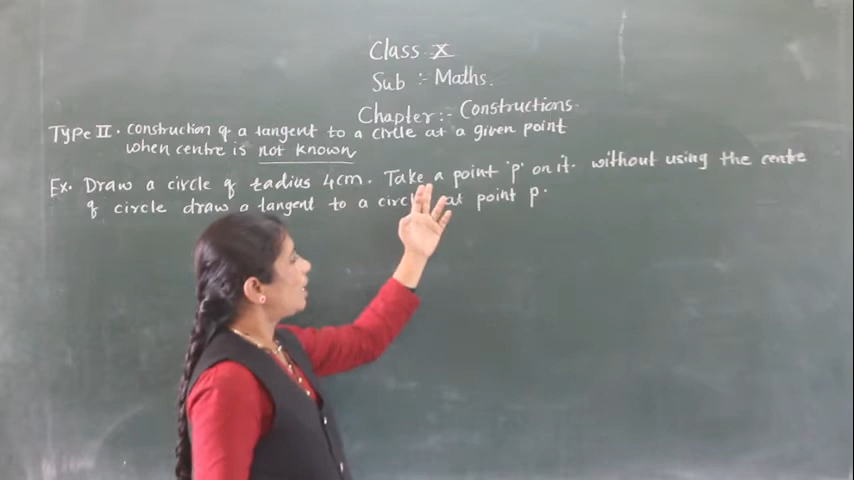 Class X
Sub :- Maths.
Chapter:- Constructions.
Type II. Construction of a tangent to a circle at a given point
when centre is not known
Ex. Draw a circle of radius 4cm. Take a point 'p' on it. without using the centre
of circle draw a tangent to a circ at point p.